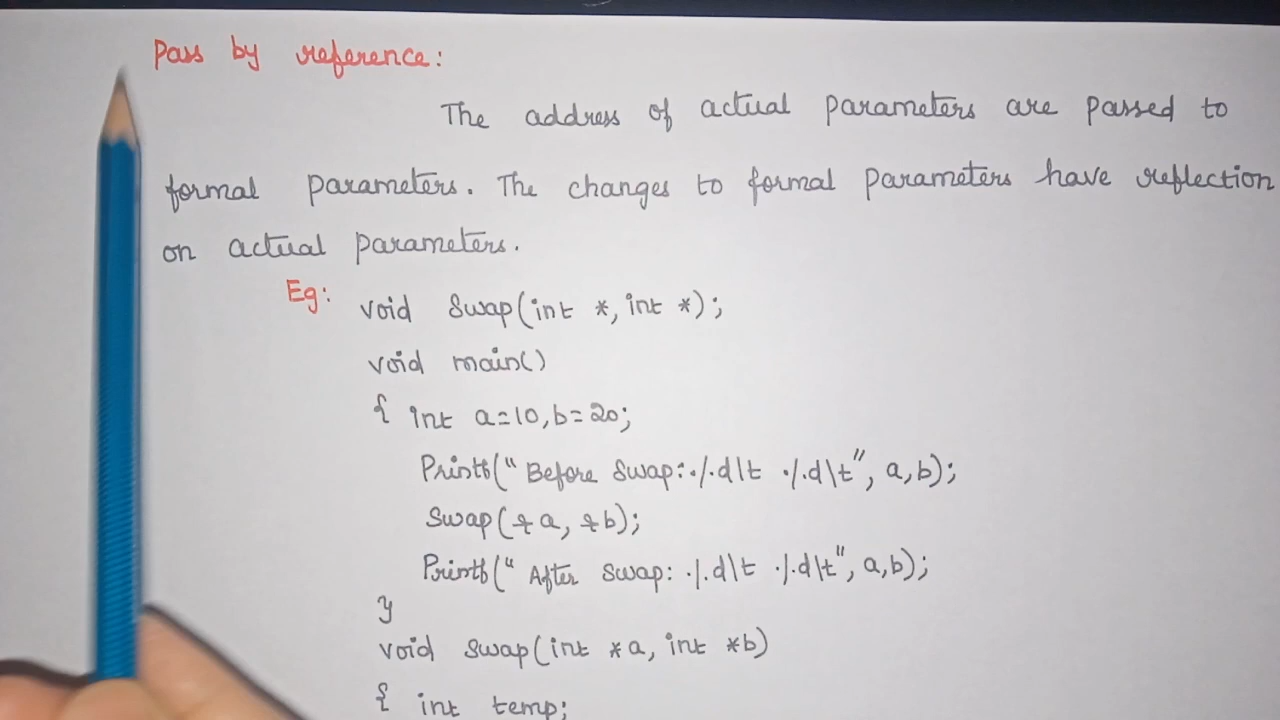 Pass by reference:
The address of actual parameters are passed to
formal parameters. The changes to formal parameters have reflection
on actual parameters.
Eg: void Swap(int *, int *);
void main()
{ int a=10, b=20;
Printf("Before Swap:%d\t %d\t", a, b);
Swap(&a, &b);
Printf("After Swap: %d\t %d\t", a, b);
}
void Swap(int *a, int *b)
{ int temp;